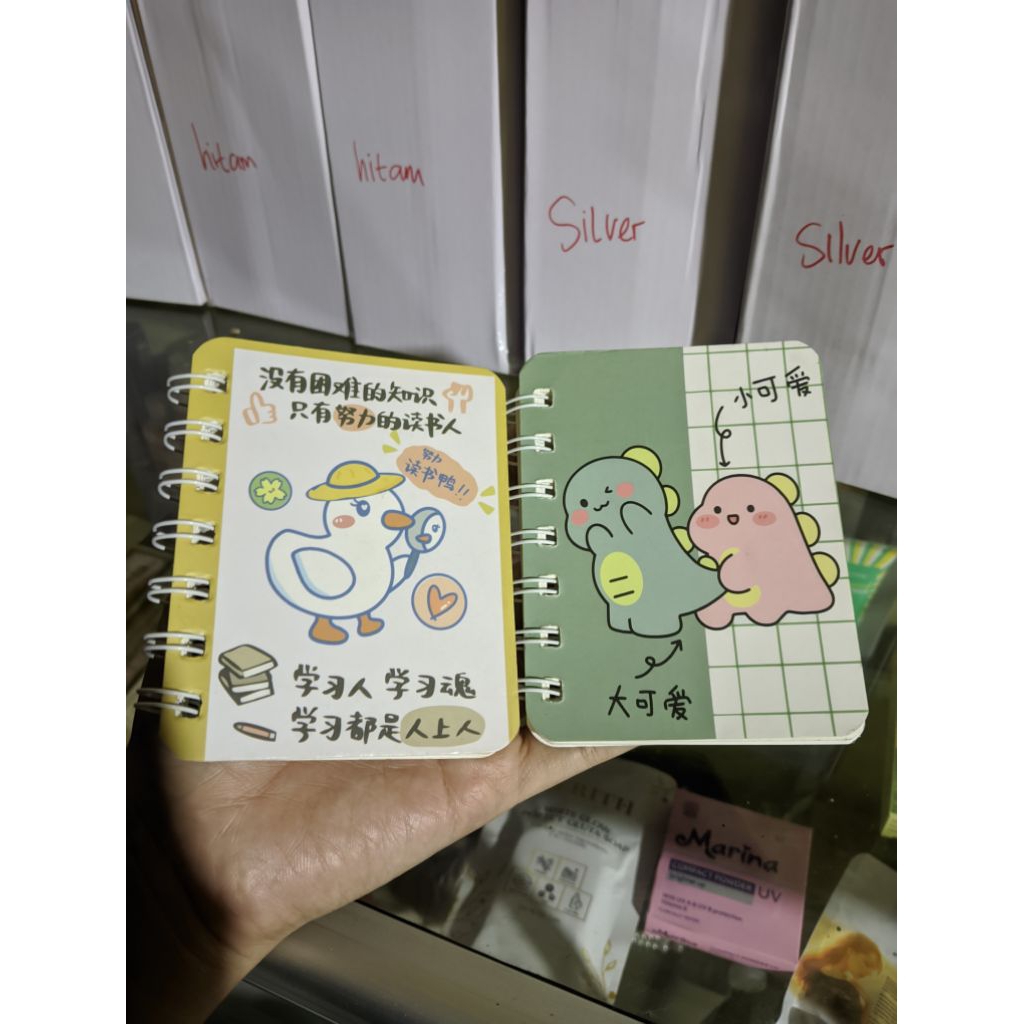 hitam
hitam
Silver
Silver
没有困难的知识
只有努力的读书人
努力
读书鸭!!
学习人 学习魂
学习都是人上人
小可爱
大可爱
Marina
COMPACT POWDER
UV